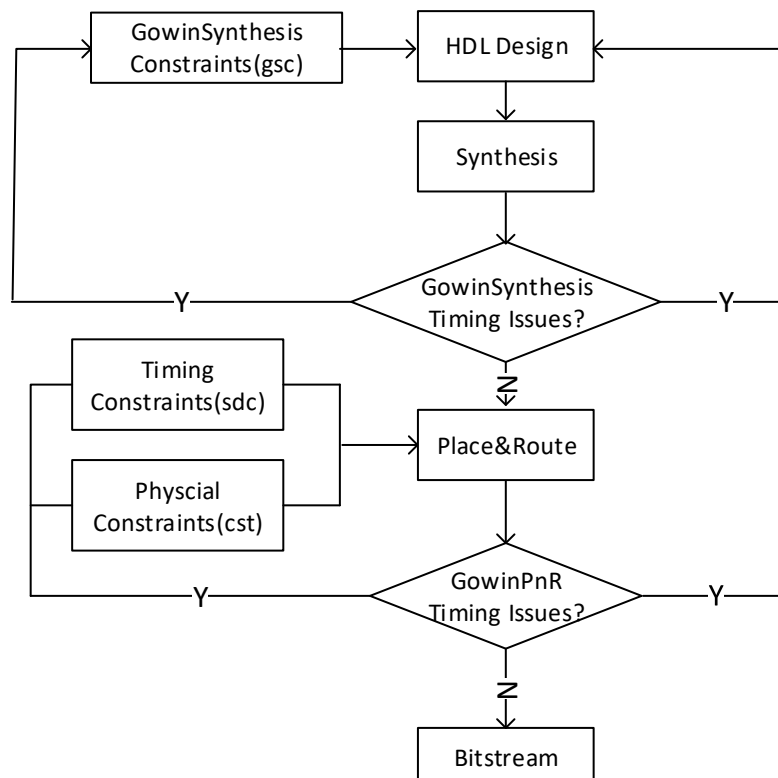 GowinSynthesis
Constraints(gsc)
HDL Design
Synthesis
GowinSynthesis
Timing Issues?
Y
Y
N
Timing
Constraints(sdc)
Place&Route
Physcial
Constraints(cst)
GowinPnR
Timing Issues?
Y
Y
N
Bitstream